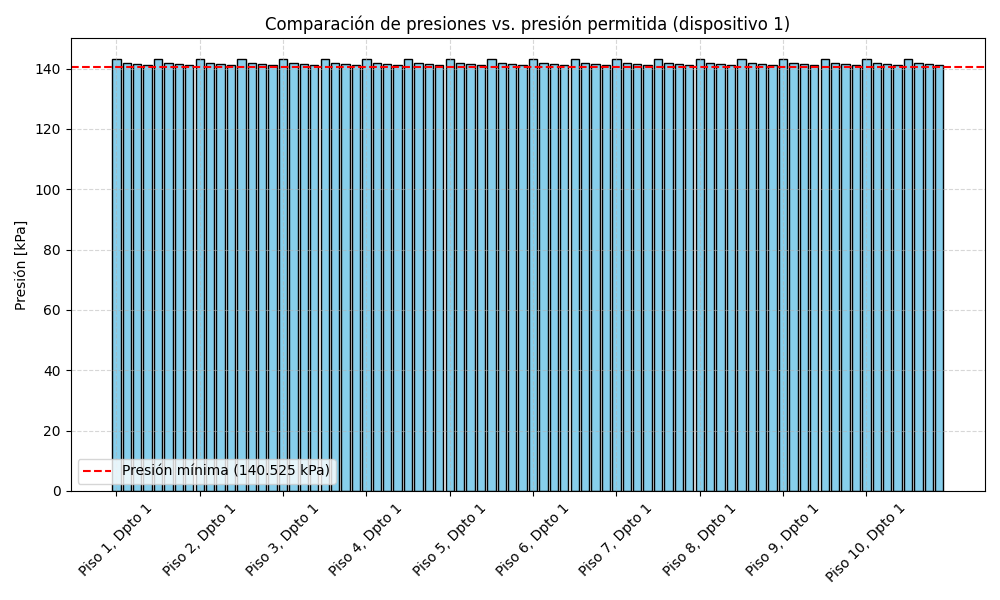 Comparación de presiones vs. presión permitida (dispositivo 1)
Presión [kPa]
140
120
100
80
60
40
20
0
Presión mínima (140.525 kPa)
Piso 1, Dpto 1
Piso 2, Dpto 1
Piso 3, Dpto 1
Piso 4, Dpto 1
Piso 5, Dpto 1
Piso 6, Dpto 1
Piso 7, Dpto 1
Piso 8, Dpto 1
Piso 9, Dpto 1
Piso 10, Dpto 1